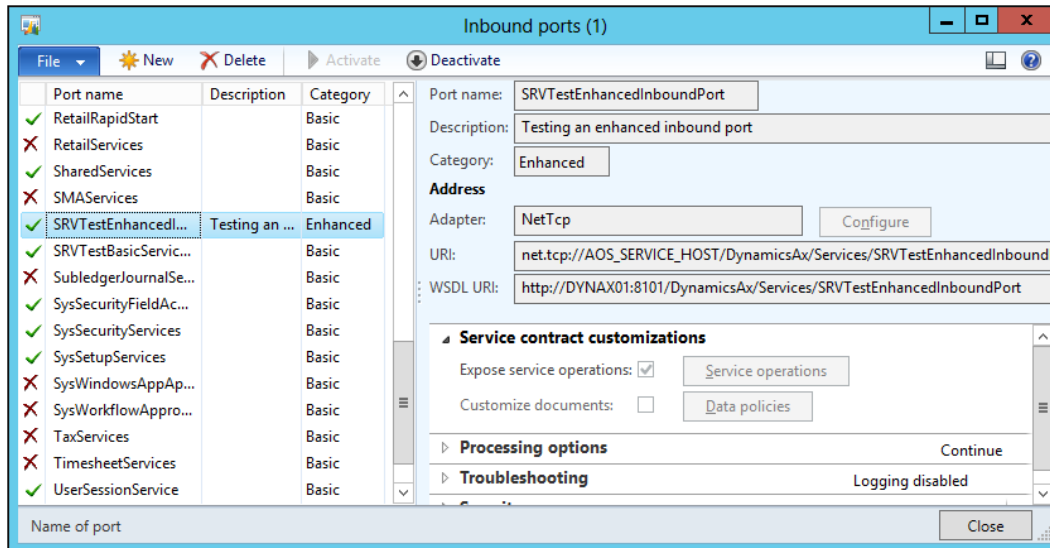 Inbound ports (1)
File New Delete Activate Deactivate
Port name Description Category
RetailRapidStart Basic
RetailServices Basic
SharedServices Basic
SMAServices Basic
SRVTestEnhancedI... Testing an ... Enhanced
SRVTestBasicServic... Basic
SubledgerJournalSe... Basic
SysSecurityFieldAc... Basic
SysSecurityServices Basic
SysSetupServices Basic
SysWindowsAppAp... Basic
SysWorkflowAppro... Basic
TaxServices Basic
TimesheetServices Basic
UserSessionService Basic
Port name: SRVTestEnhancedInboundPort
Description: Testing an enhanced inbound port
Category: Enhanced
Address
Adapter: NetTcp Configure
URI: net.tcp://AOS_SERVICE_HOST/DynamicsAx/Services/SRVTestEnhancedInbound
WSDL URI: http://DYNAX01:8101/DynamicsAx/Services/SRVTestEnhancedInboundPort
Service contract customizations
Expose service operations: Service operations
Customize documents: Data policies
Processing options Continue
Troubleshooting Logging disabled
Name of port Close